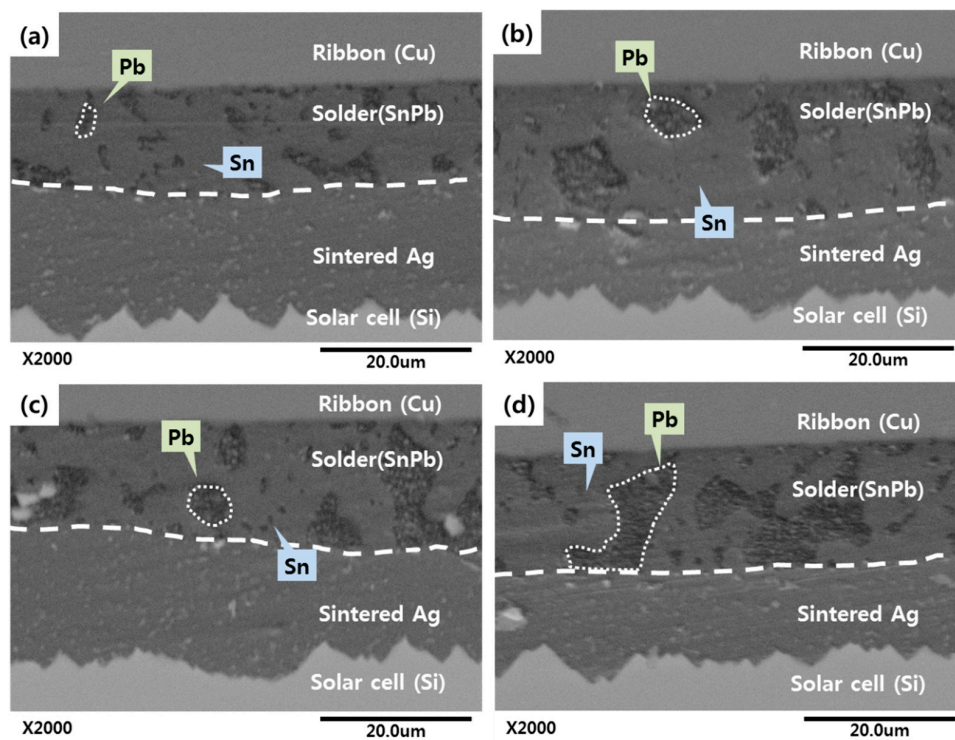 (a)
Ribbon (Cu)
Pb
Solder(SnPb)
Sn
Sintered Ag
Solar cell (Si)
X2000
20.0um
(b)
Ribbon (Cu)
Pb
Solder(SnPb)
Sn
Sintered Ag
Solar cell (Si)
X2000
20.0um
(c)
Ribbon (Cu)
Pb
Solder(SnPb)
Sn
Sintered Ag
Solar cell (Si)
X2000
20.0um
(d)
Ribbon (Cu)
Pb
Sn
Solder(SnPb)
Sintered Ag
Solar cell (Si)
X2000
20.0um